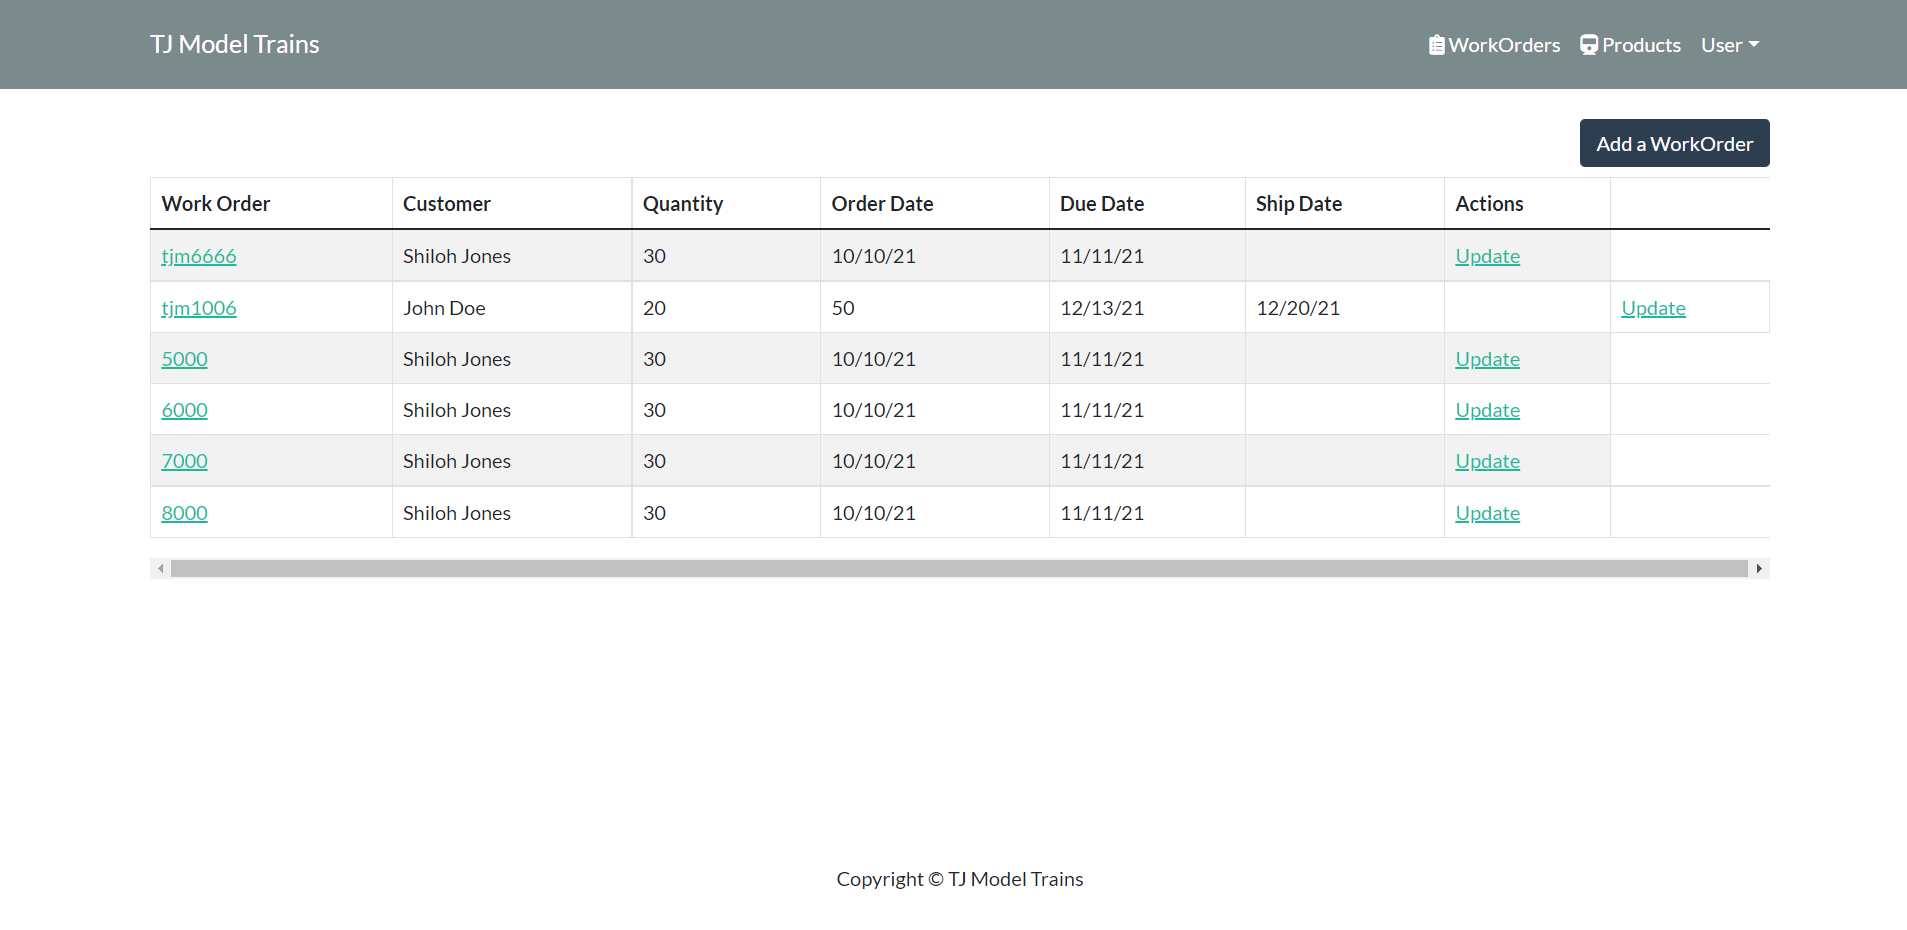 TJ Model Trains WorkOrders Products User
Add a WorkOrder
Work Order Customer Quantity Order Date Due Date Ship Date Actions
tjm6666 Shiloh Jones 30 10/10/21 11/11/21 Update
tjm1006 John Doe 20 50 12/13/21 12/20/21 Update
5000 Shiloh Jones 30 10/10/21 11/11/21 Update
6000 Shiloh Jones 30 10/10/21 11/11/21 Update
7000 Shiloh Jones 30 10/10/21 11/11/21 Update
8000 Shiloh Jones 30 10/10/21 11/11/21 Update
Copyright © TJ Model Trains